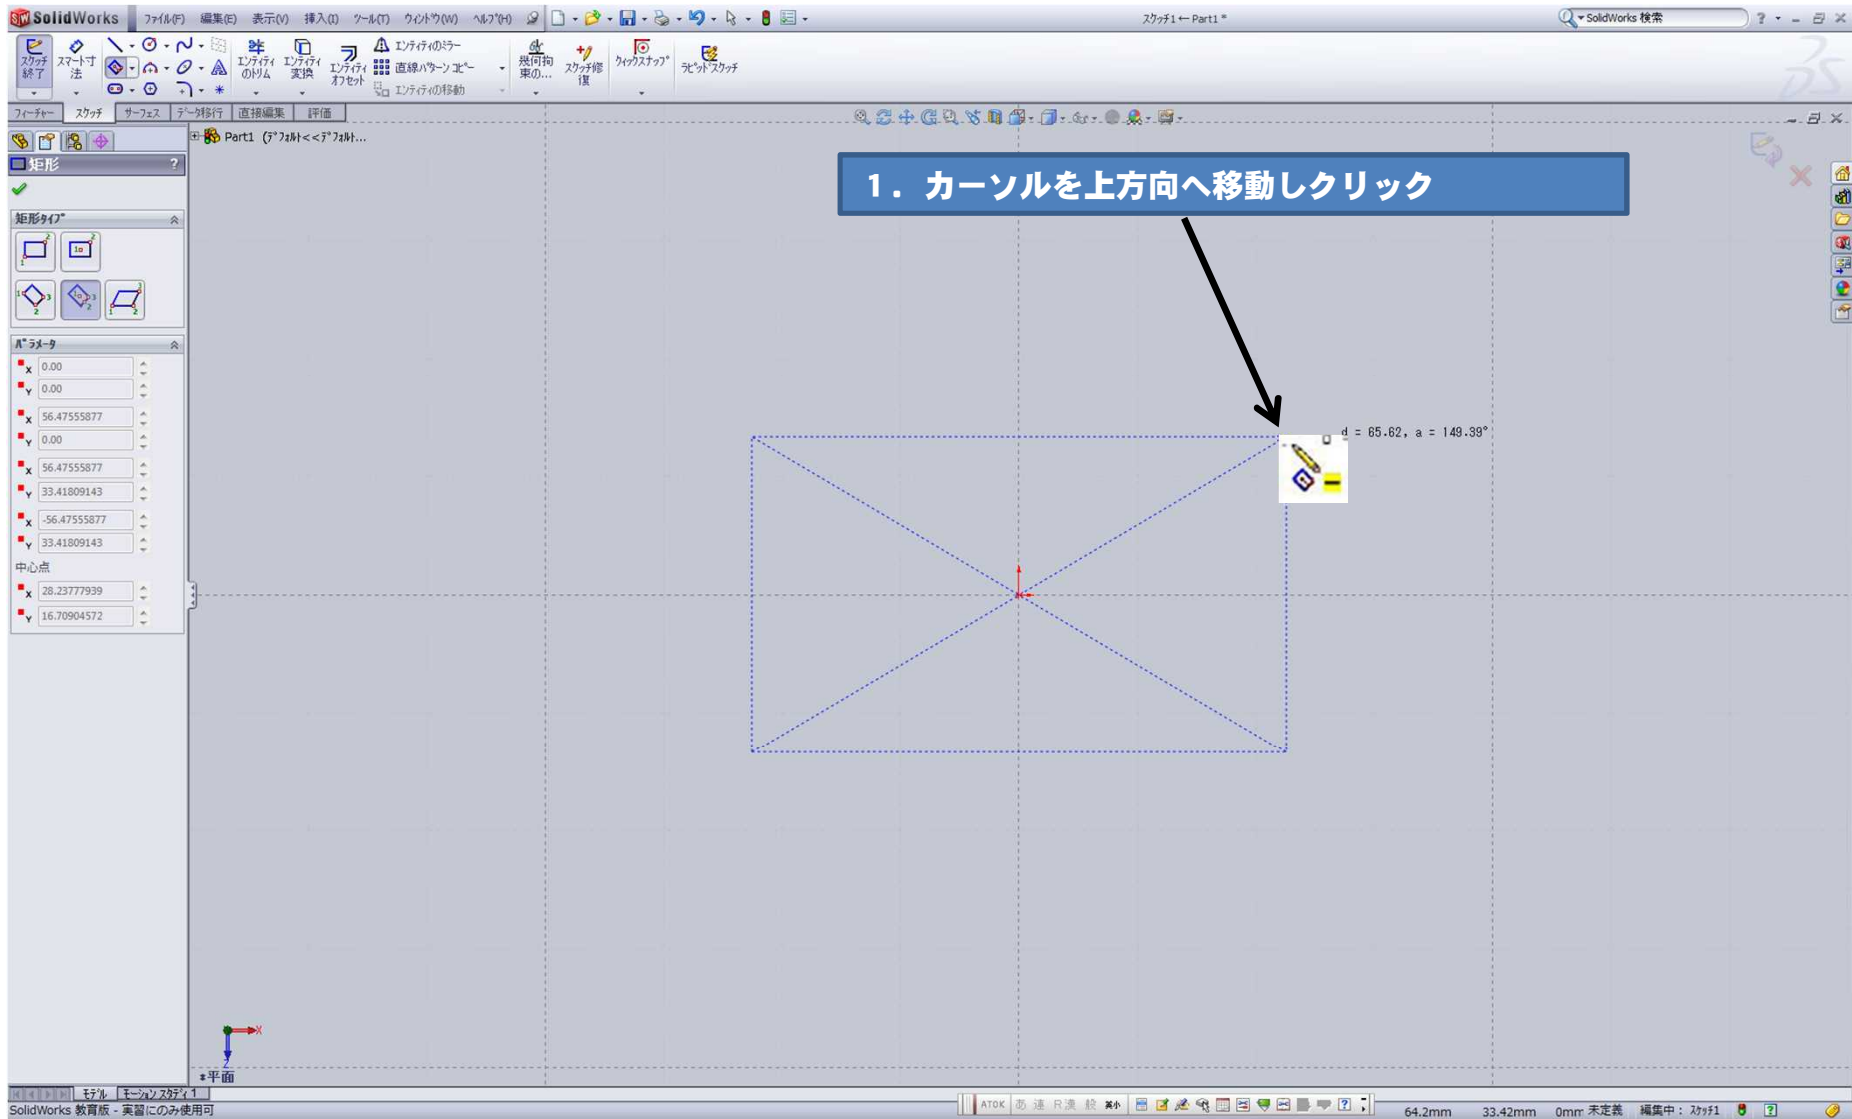 SolidWorks ファイル(F) 編集(E) 表示(V) 挿入(I) ツール(T) ウィンドウ(W) ヘルプ(H) スケッチ1 ← Part1 * SolidWorks 検索
スケッチ終了 スマート寸法 エンティティのトリム エンティティ変換 エンティティオフセット エンティティのミラー 直線パターン コピー エンティティの移動 幾何拘束の... スケッチ修復 クイックスナップ ラピッドスケッチ
フィーチャー スケッチ サーフェス データ移行 直接編集 評価
Part1 (デフォルト<<デフォルト...
矩形 ?
1. カーソルを上方向へ移動しクリック
矩形タイプ
パラメータ
X 0.00
Y 0.00
X 56.47555877
Y 0.00
d = 65.62, a = 149.39°
X 56.47555877
Y 33.41809143
X -56.47555877
Y 33.41809143
中心点
X 28.23777939
Y 16.70904572
X
Z
*平面
モデル モーション スタディ 1
SolidWorks 教育版 - 実習にのみ使用可 ATOK あ 連 R漢 般 英小 64.2mm 33.42mm 0mm 未定義 編集中: スケッチ1